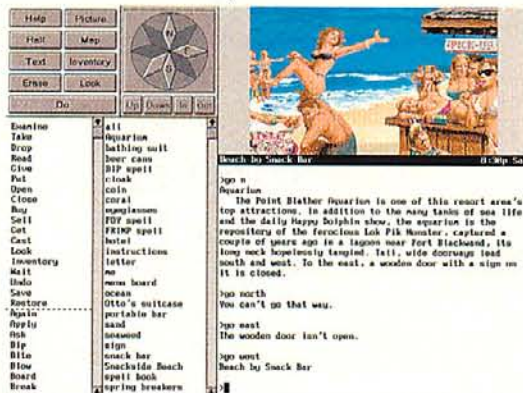 Help Picture
Half Map
Text Inventory
Erase Look
Do
N
E
S
Up Down In Out
PICK-UP
Examine
Take
Drop
Read
Give
Put
Open
Close
Buy
Sell
Get
Cast
Look
Inventory
Wait
Undo
Save
Restore
Again
Apply
Ask
Bip
Bite
Blow
Board
Break
all
Aquarium
bathing suit
beer cans
BIP spell
cloak
coin
coral
eyeglasses
FOY spell
FRIMP spell
hotel
instructions
letter
me
menu board
ocean
Otto's suitcase
portable bar
sand
seaweed
sign
snack bar
Snackside Beach
spell book
spring breakers
Beach by Snack Bar 8:30p Sa
>go n
Aquarium
The Point Blather Aquarium is one of this resort area's
top attractions. In addition to the many tanks of sea life
and the daily Happy Dolphin show, the aquarium is the
repository of the ferocious Lok Pik Monster, captured a
couple of years ago in a lagoon near Fort Blackwand, its
long neck hopelessly tangled. Tall, wide doorways lead
south and west. To the east, a wooden door with a sign on
it is closed.
>go north
You can't go that way.
>go east
The wooden door isn't open.
>go west
Beach by Snack Bar
>